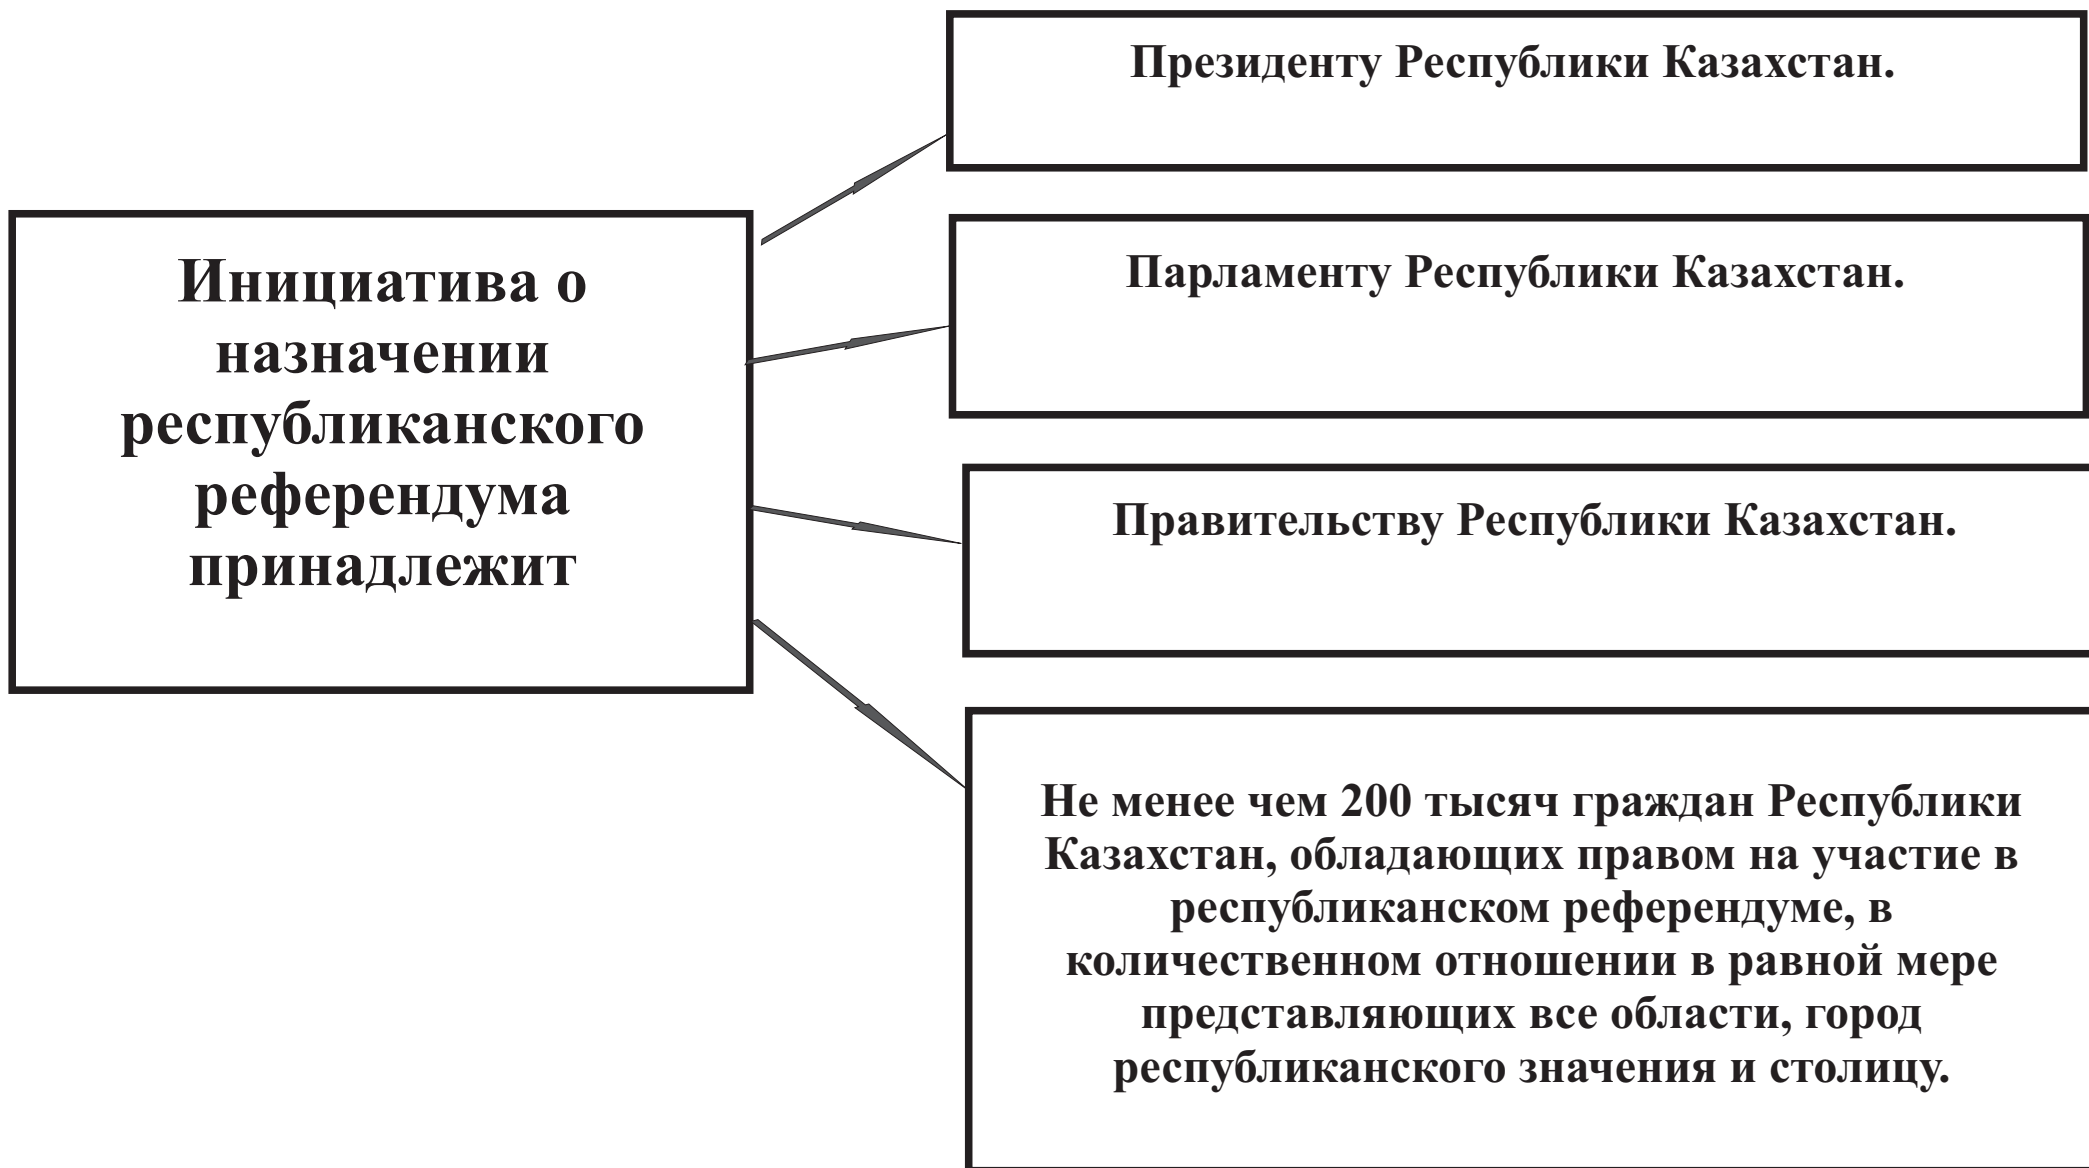 Инициатива о
назначении
республиканского
референдума
принадлежит
Президенту Республики Казахстан.
Парламенту Республики Казахстан.
Правительству Республики Казахстан.
Не менее чем 200 тысяч граждан Республики
Казахстан, обладающих правом на участие в
республиканском референдуме, в
количественном отношении в равной мере
представляющих все области, город
республиканского значения и столицу.